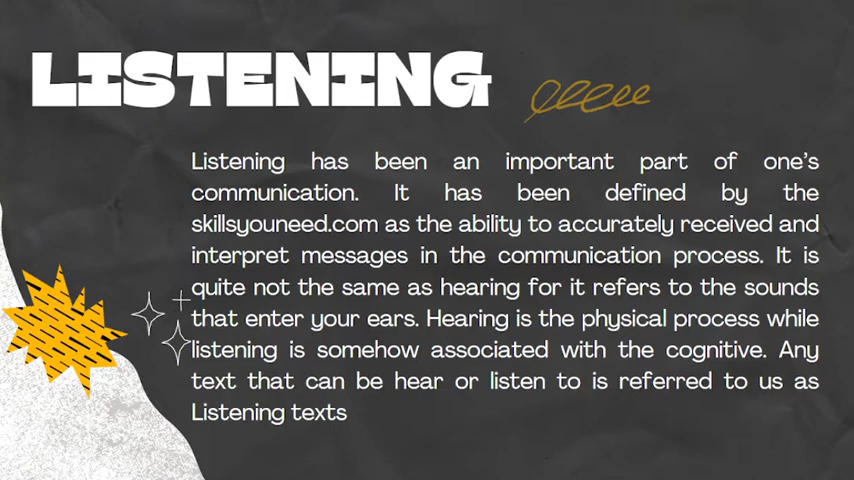 LISTENING
Listening has been an important part of one's
communication. It has been defined by the
skillsyouneed.com as the ability to accurately received and
interpret messages in the communication process. It is
quite not the same as hearing for it refers to the sounds
that enter your ears. Hearing is the physical process while
listening is somehow associated with the cognitive. Any
text that can be hear or listen to is referred to us as
Listening texts